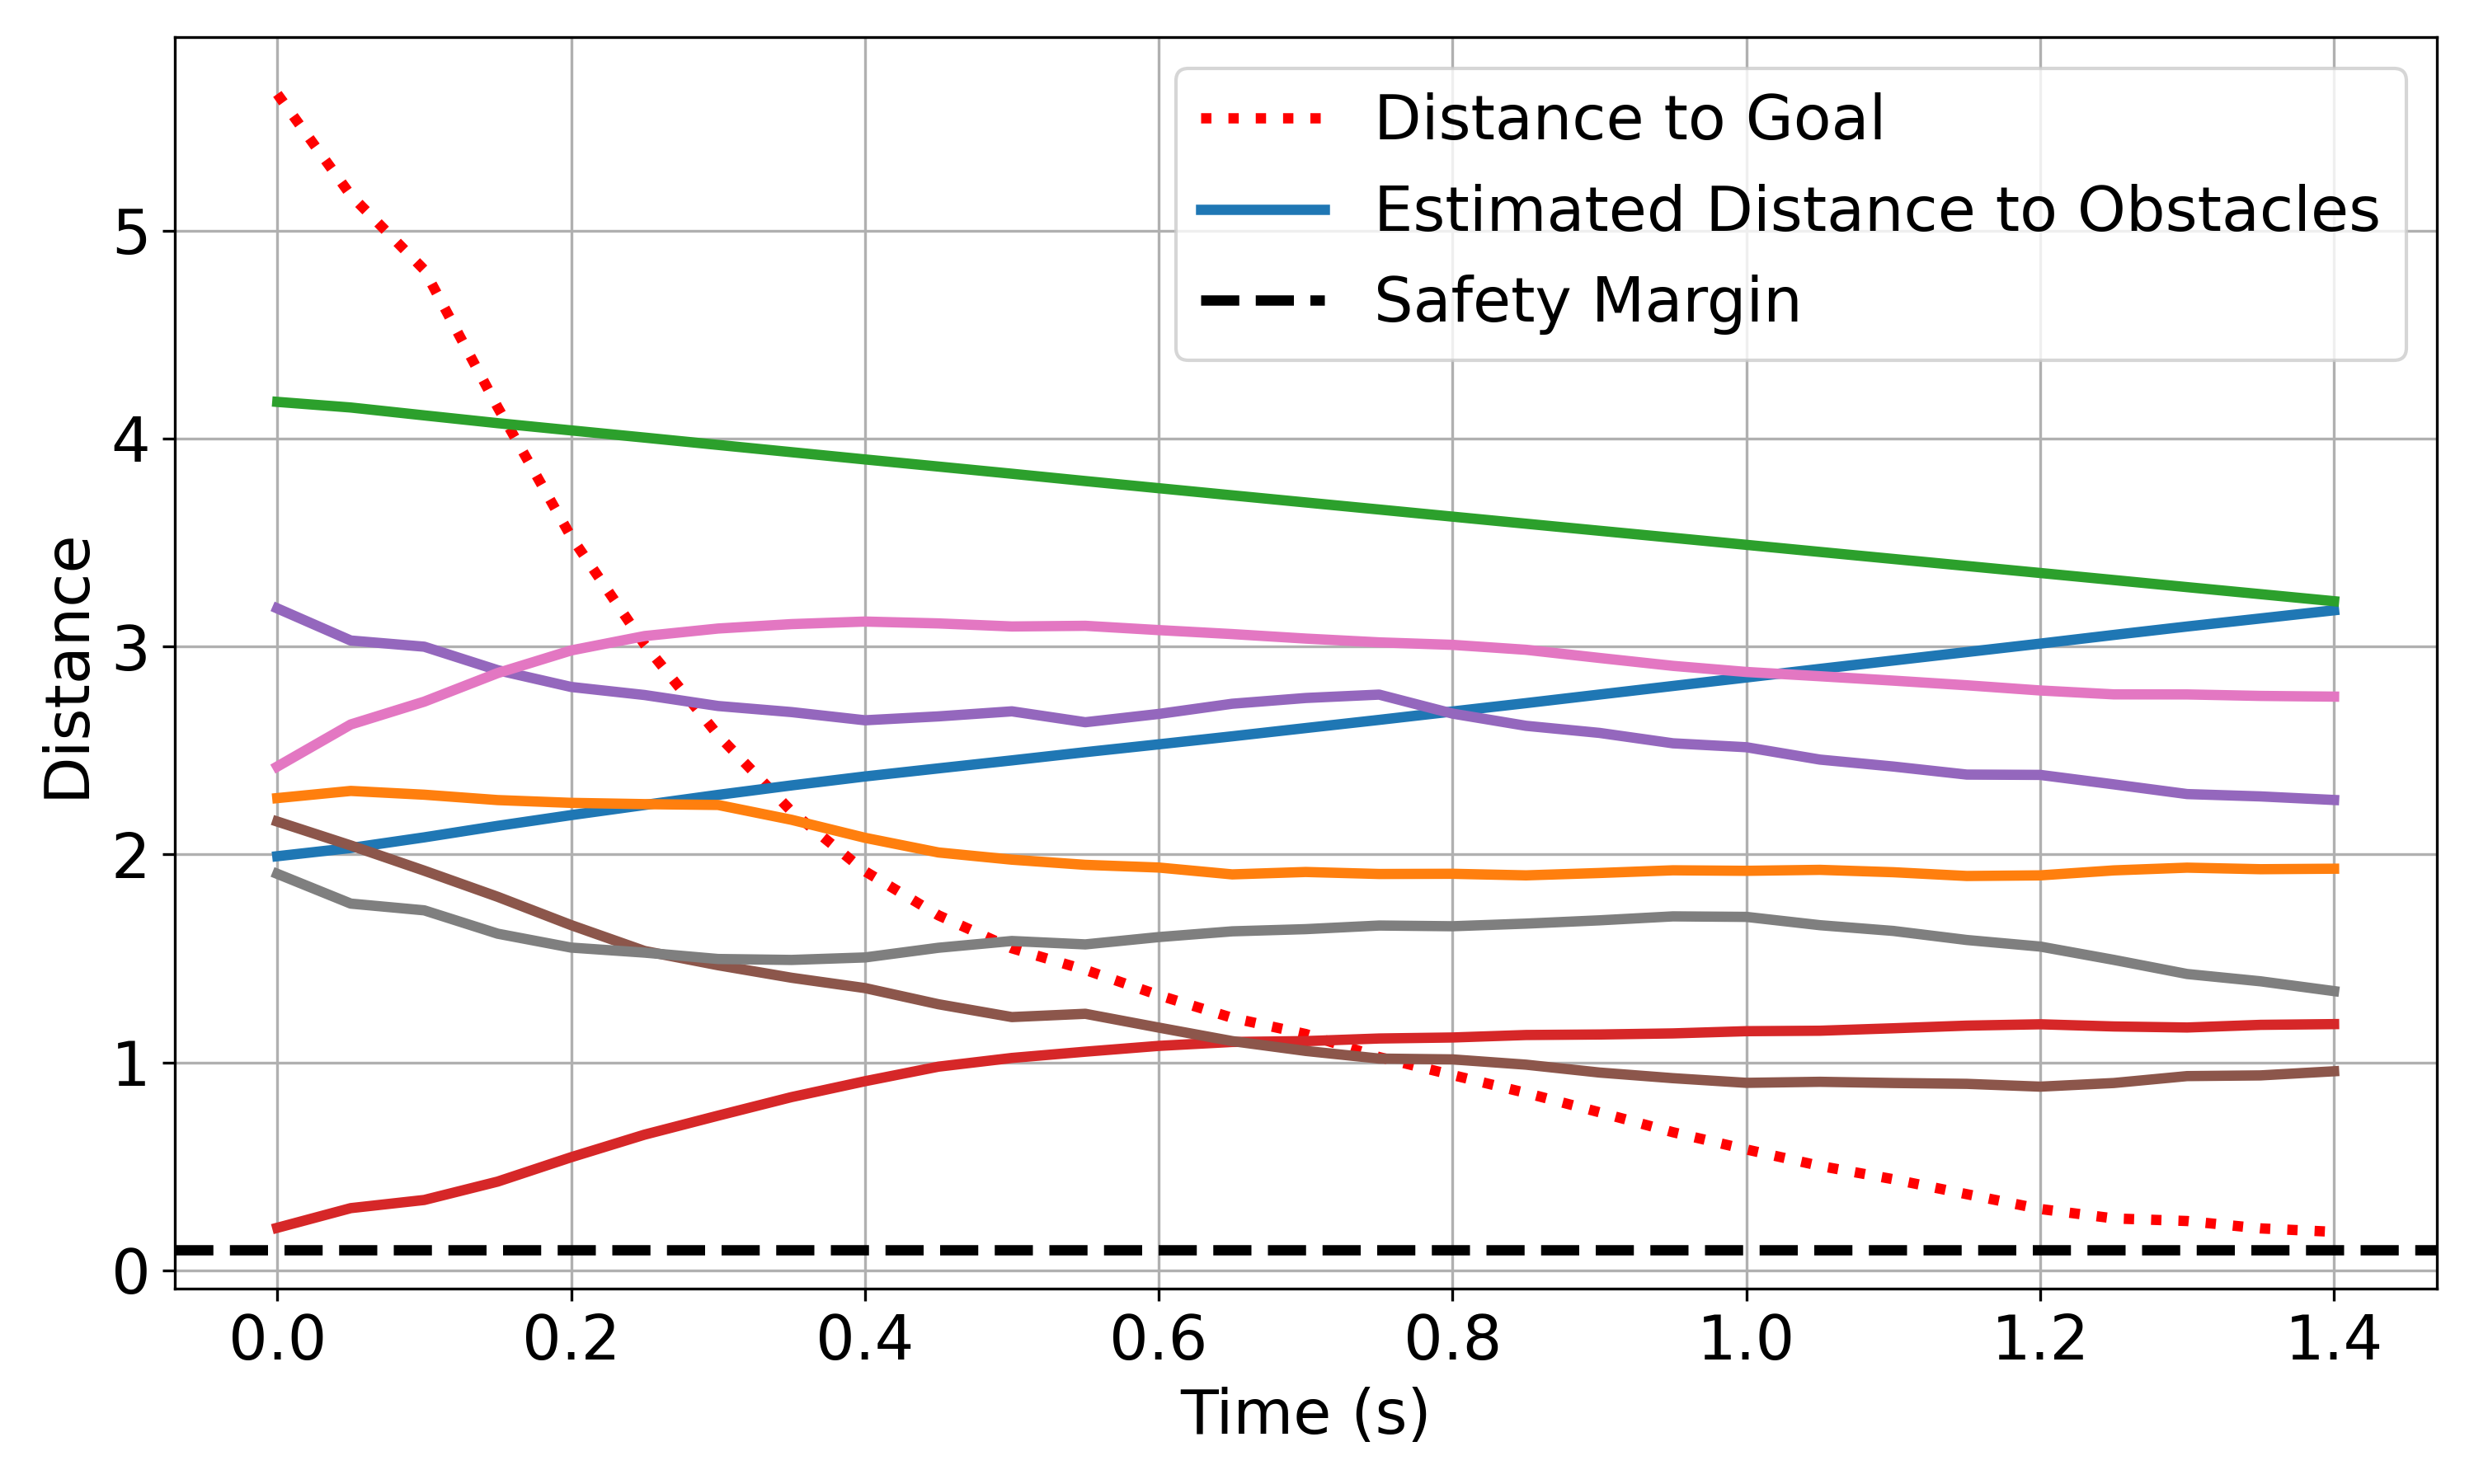 Distance to Goal
Estimated Distance to Obstacles
Safety Margin
5
4
3
2
1
0
Distance
0.0 0.2 0.4 0.6 0.8 1.0 1.2 1.4
Time (s)